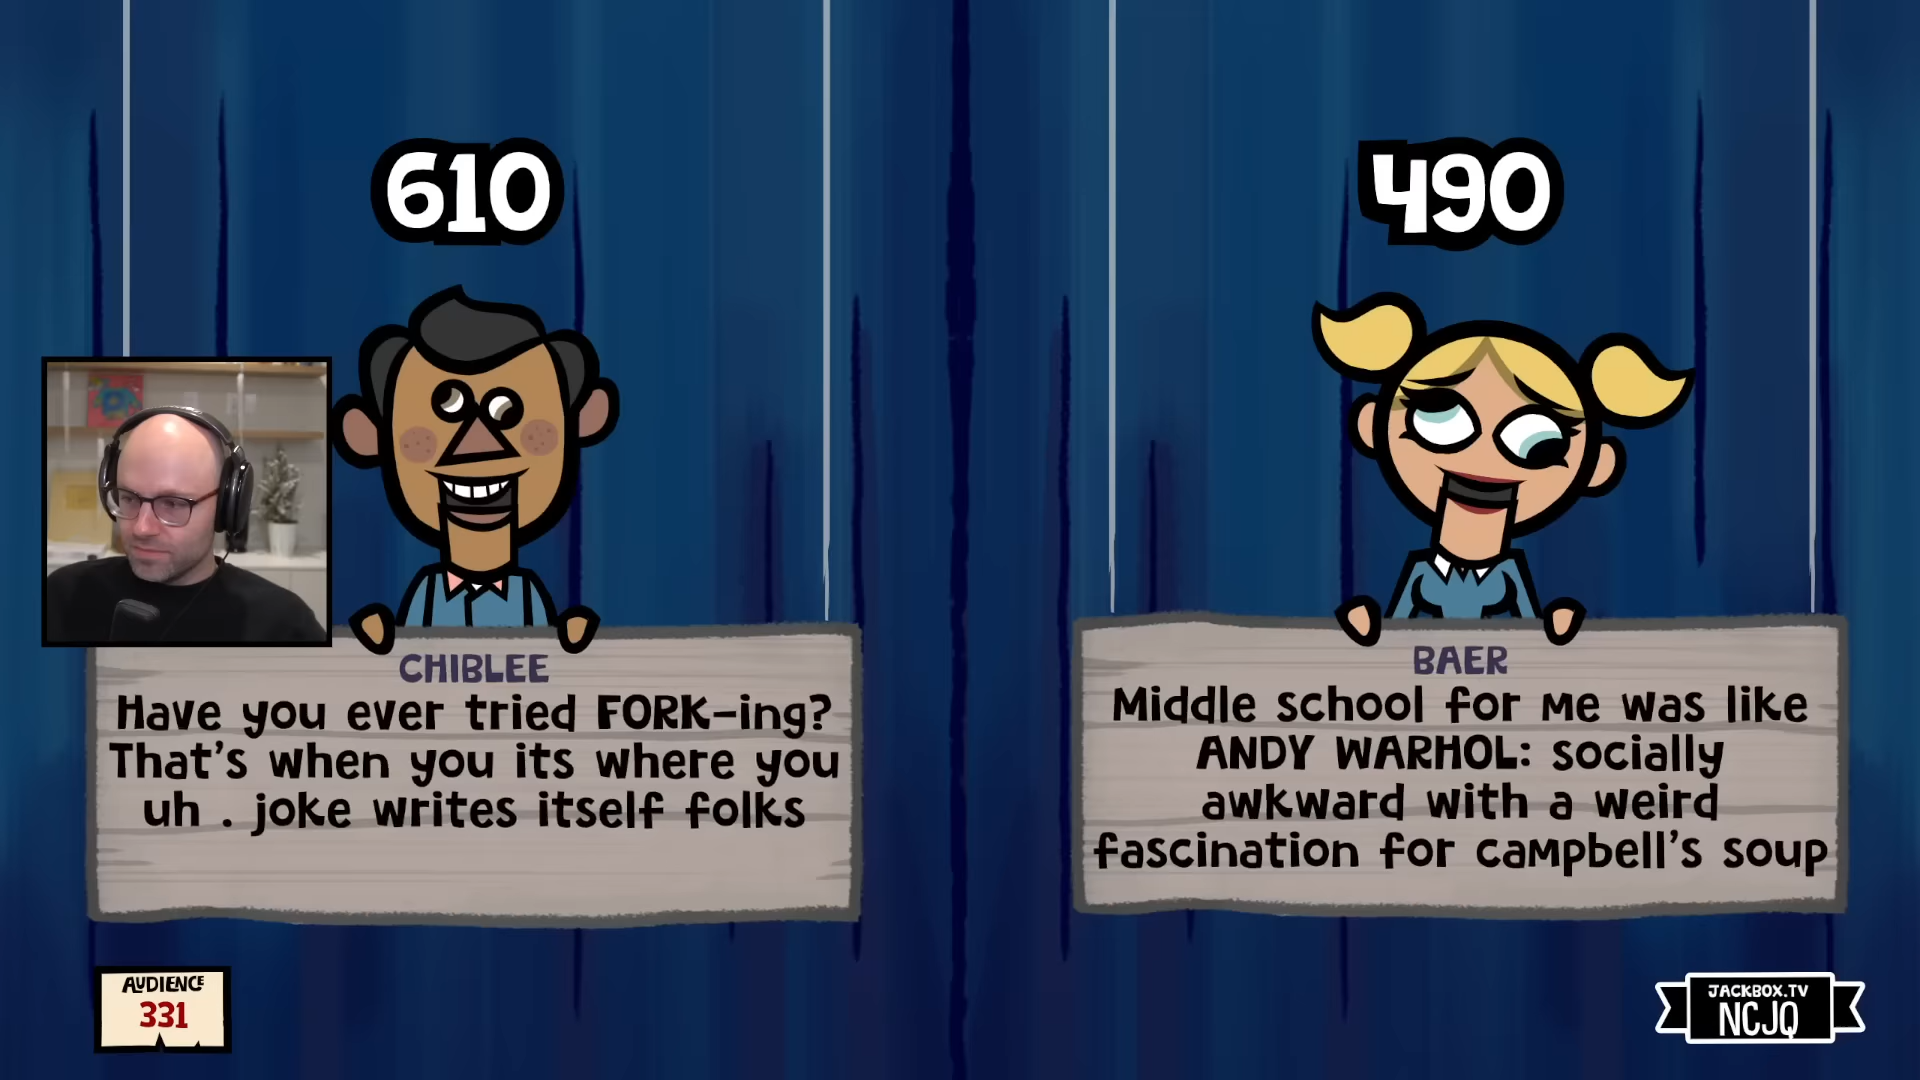 610
490
CHIBLEE
Have you ever tried FORK-ing?
That's when you its where you
uh . joke writes itself folks
BAER
Middle school for me was like
ANDY WARHOL: socially
awkward with a weird
fascination for campbell's soup
AUDIENCE
331
JACKBOX.TV
NCJQ